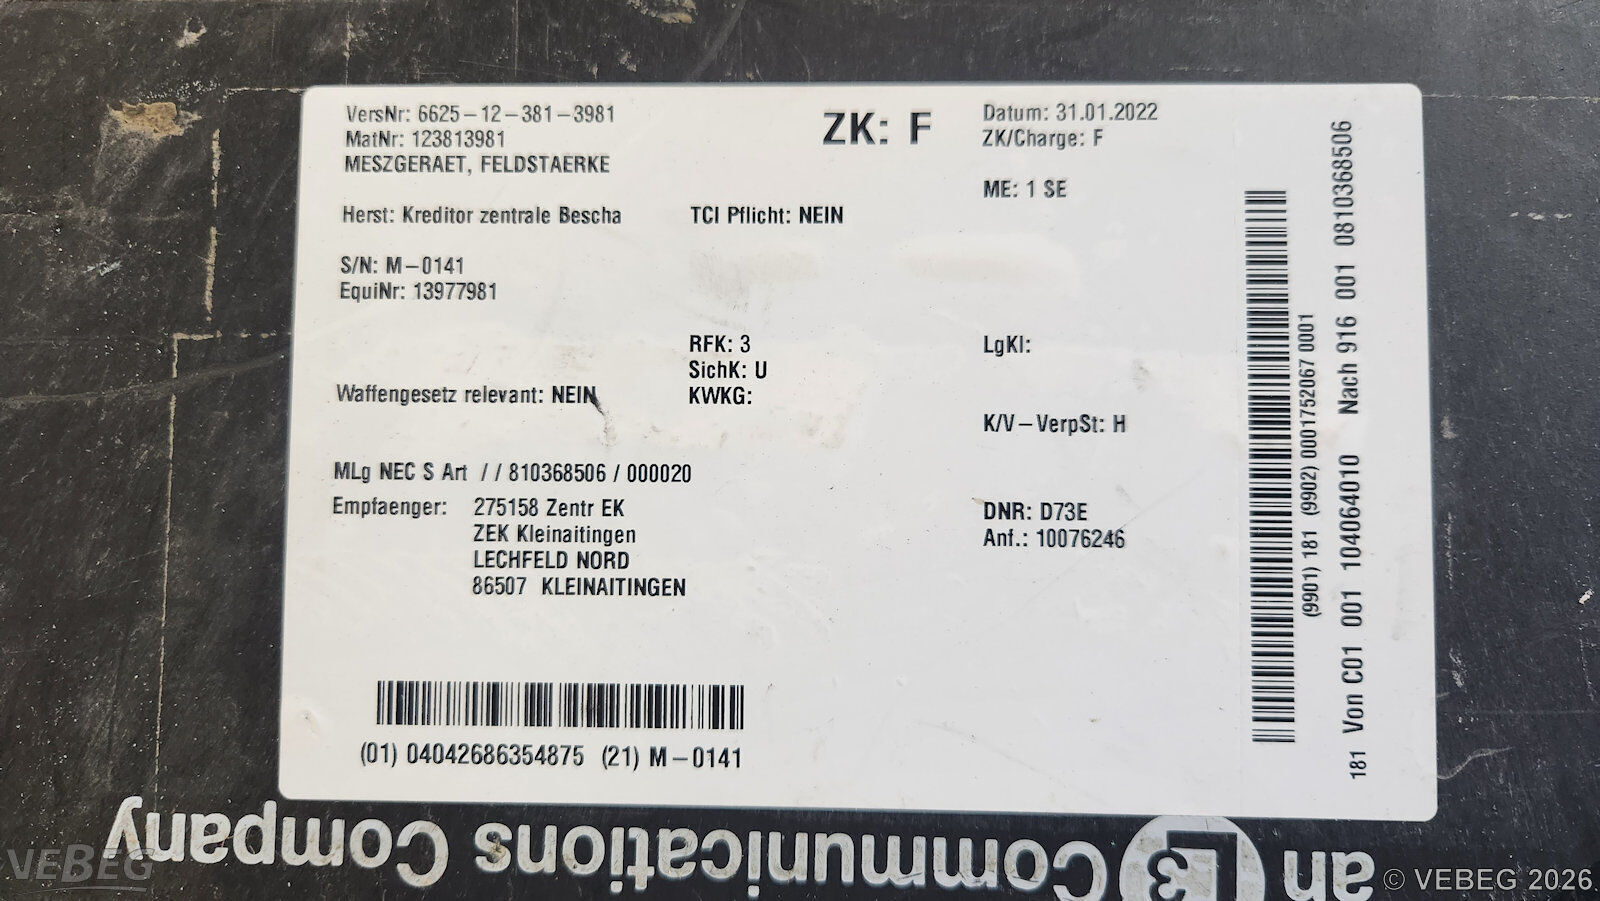 VersNr: 6625-12-381-3981
MatNr: 123813981
MESZGERAET, FELDSTAERKE
ZK: F
Datum: 31.01.2022
ZK/Charge: F
ME: 1 SE
Herst: Kreditor zentrale Bescha
TCI Pflicht: NEIN
S/N: M-0141
EquiNr: 13977981
RFK: 3
SichK: U
KWKG:
LgKl:
Waffengesetz relevant: NEIN
K/V-VerpSt: H
MLg NEC S Art // 810368506 / 000020
Empfaenger: 275158 Zentr EK
ZEK Kleinaitingen
LECHFELD NORD
86507 KLEINAITINGEN
DNR: D73E
Anf.: 10076246
(01) 04042686354875 (21) M-0141
(9901) 181 (9902) 0001752067 0001
181 Von C01 001 104064010 Nach 916 001 0810368506
an L3 Communications Company
VEBEG
© VEBEG 2026